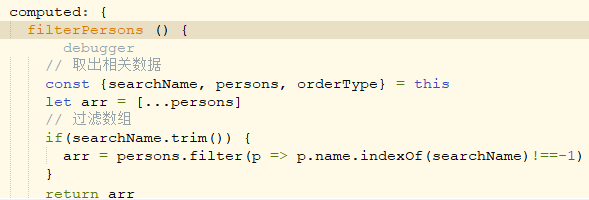 computed: {
filterPersons () {
debugger
// 取出相关数据
const {searchName, persons, orderType} = this
let arr = [...persons]
// 过滤数组
if(searchName.trim()) {
arr = persons.filter(p => p.name.indexOf(searchName)!==-1)
}
return arr